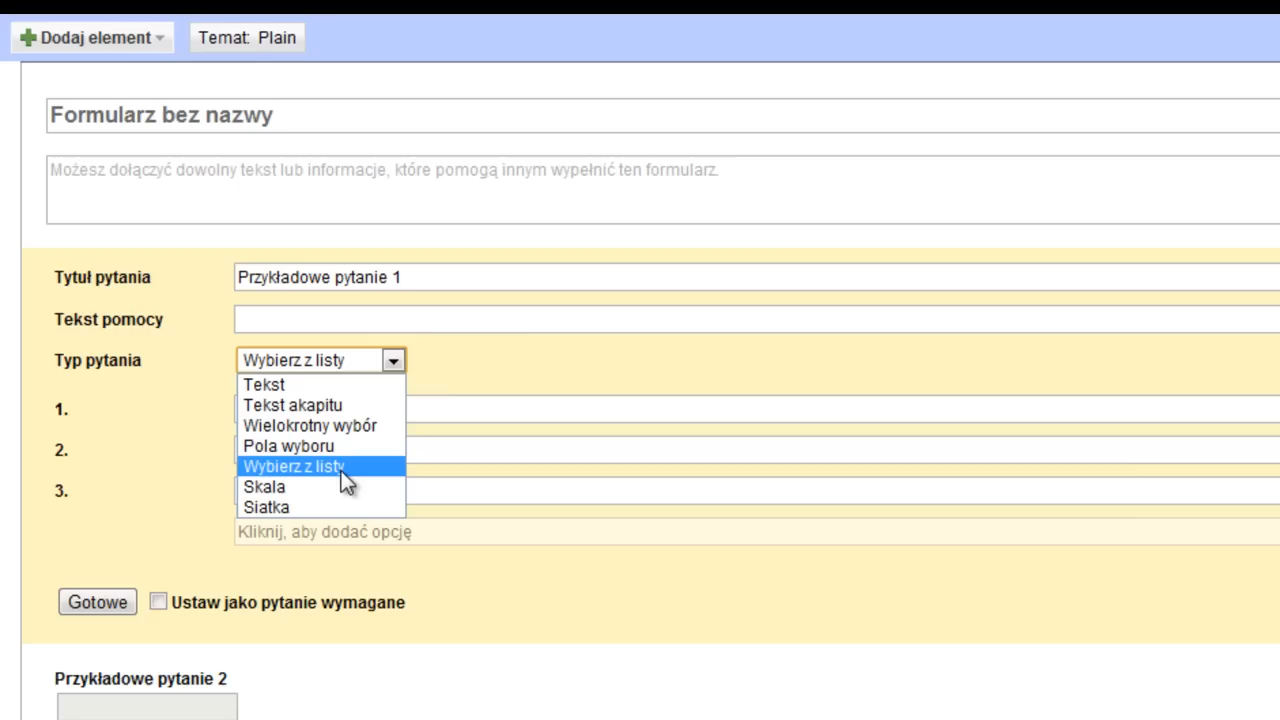 Dodaj element
Temat: Plain
Formularz bez nazwy
Możesz dołączyć dowolny tekst lub informacje, które pomogą innym wypełnić ten formularz.
Tytuł pytania
Przykładowe pytanie 1
Tekst pomocy
Typ pytania
Wybierz z listy
Tekst
Tekst akapitu
Wielokrotny wybór
Pola wyboru
Wybierz z listy
Skala
Siatka
1.
2.
3.
Kliknij, aby dodać opcję
Gotowe
Ustaw jako pytanie wymagane
Przykładowe pytanie 2